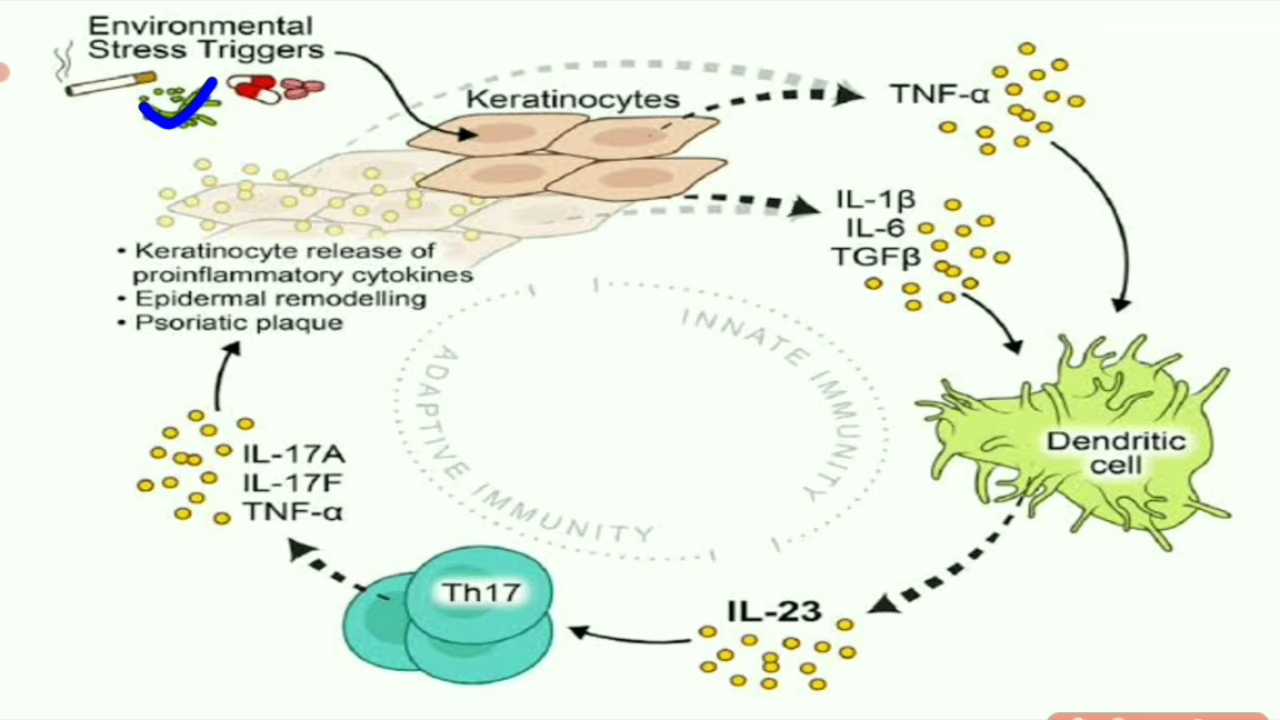 Environmental
Stress Triggers
Keratinocytes
TNF-α
IL-1β
IL-6
TGFβ
• Keratinocyte release of
proinflammatory cytokines
• Epidermal remodelling
• Psoriatic plaque
INNATE IMMUNITY
ADAPTIVE IMMUNITY
Dendritic
cell
IL-17A
IL-17F
TNF-α
Th17
IL-23